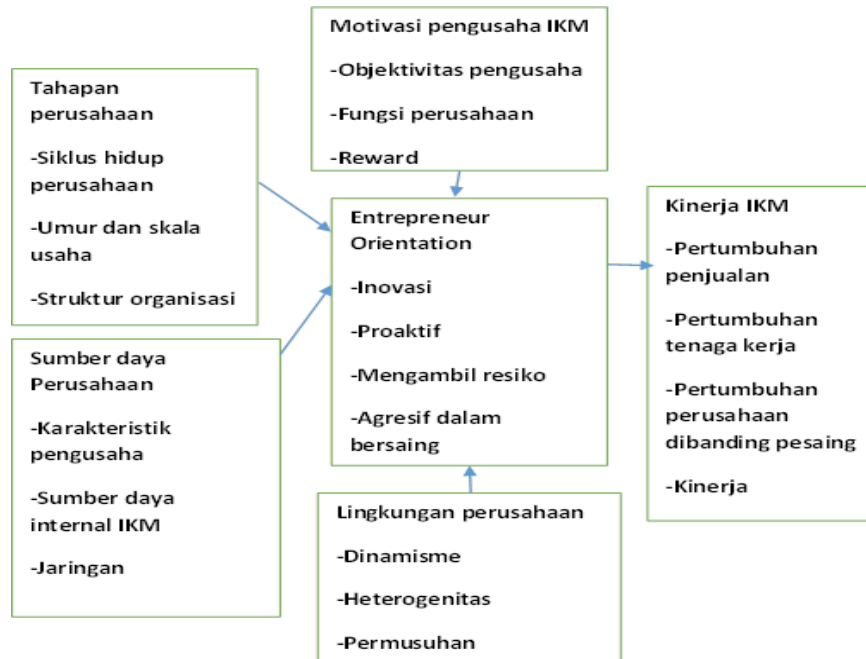 Motivasi pengusaha IKM
-Objektivitas pengusaha
-Fungsi perusahaan
-Reward
Tahapan
perusahaan
-Siklus hidup
perusahaan
-Umur dan skala
usaha
-Struktur organisasi
Sumber daya
Perusahaan
-Karakteristik
pengusaha
-Sumber daya
internal IKM
-Jaringan
Entrepreneur
Orientation
-Inovasi
-Proaktif
-Mengambil resiko
-Agresif dalam
bersaing
Lingkungan perusahaan
-Dinamisme
-Heterogenitas
-Permusuhan
Kinerja IKM
-Pertumbuhan
penjualan
-Pertumbuhan
tenaga kerja
-Pertumbuhan
perusahaan
dibanding pesaing
-Kinerja